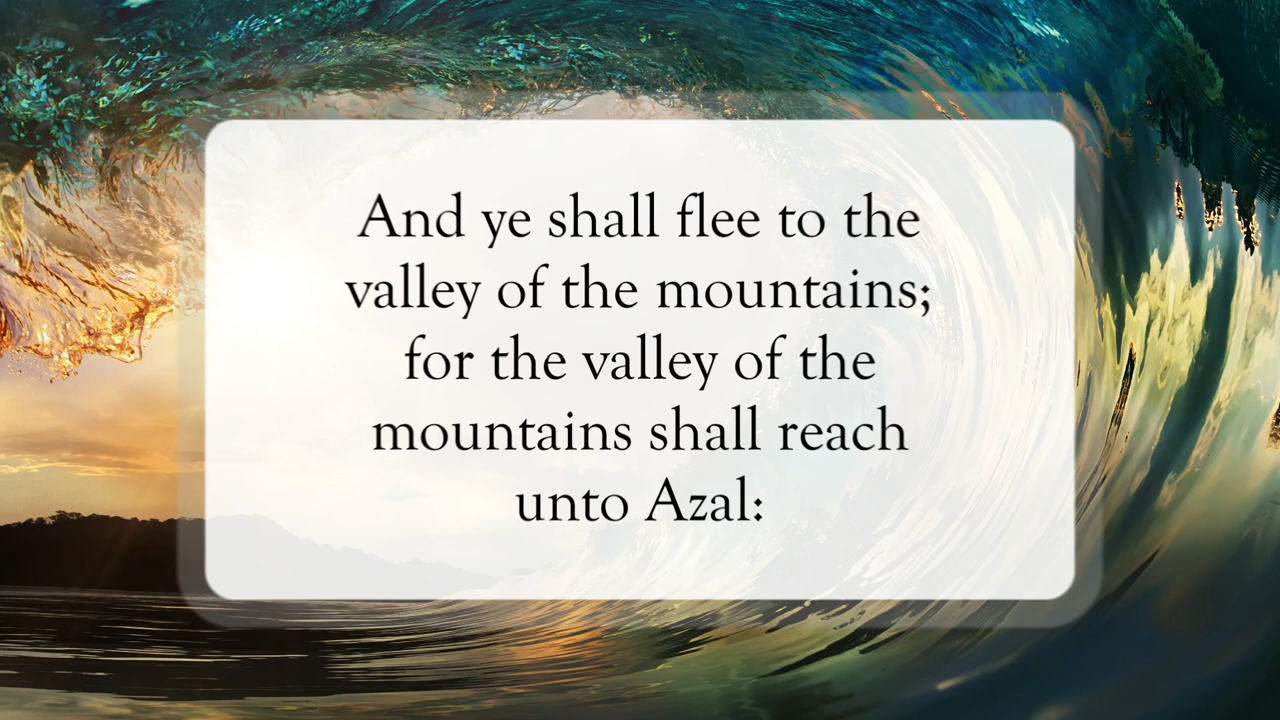 And ye shall flee to the
valley of the mountains;
for the valley of the
mountains shall reach
unto Azal: